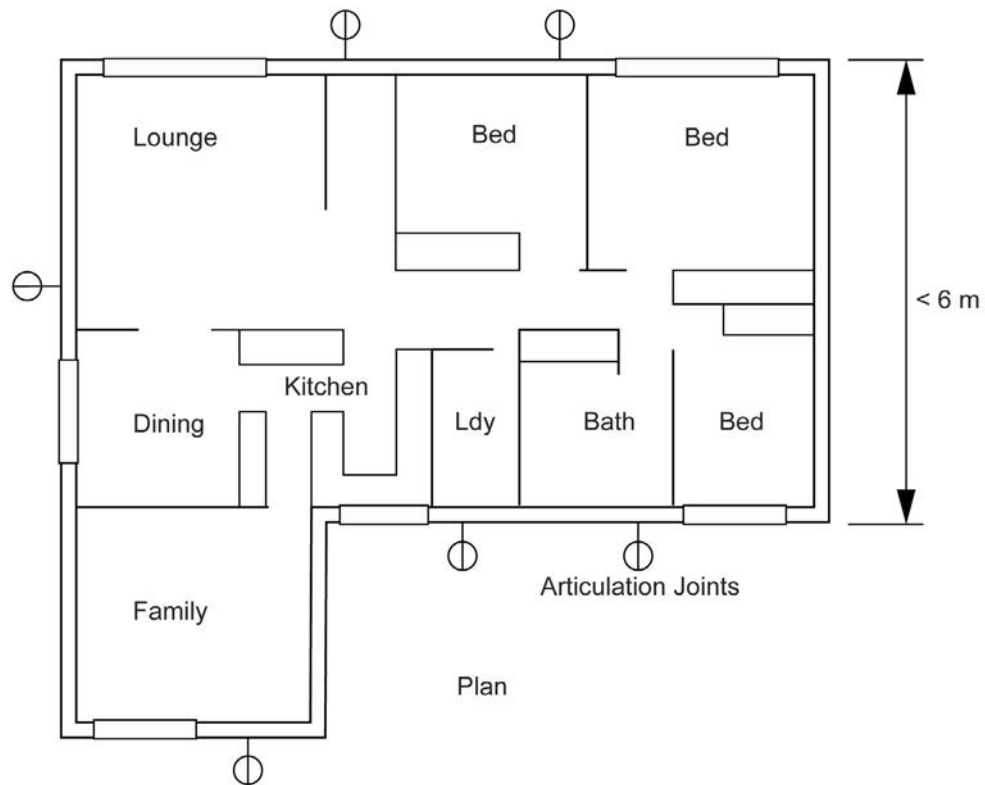 Lounge
Bed
Bed
< 6 m
Kitchen
Dining
Ldy
Bath
Bed
Articulation Joints
Family
Plan